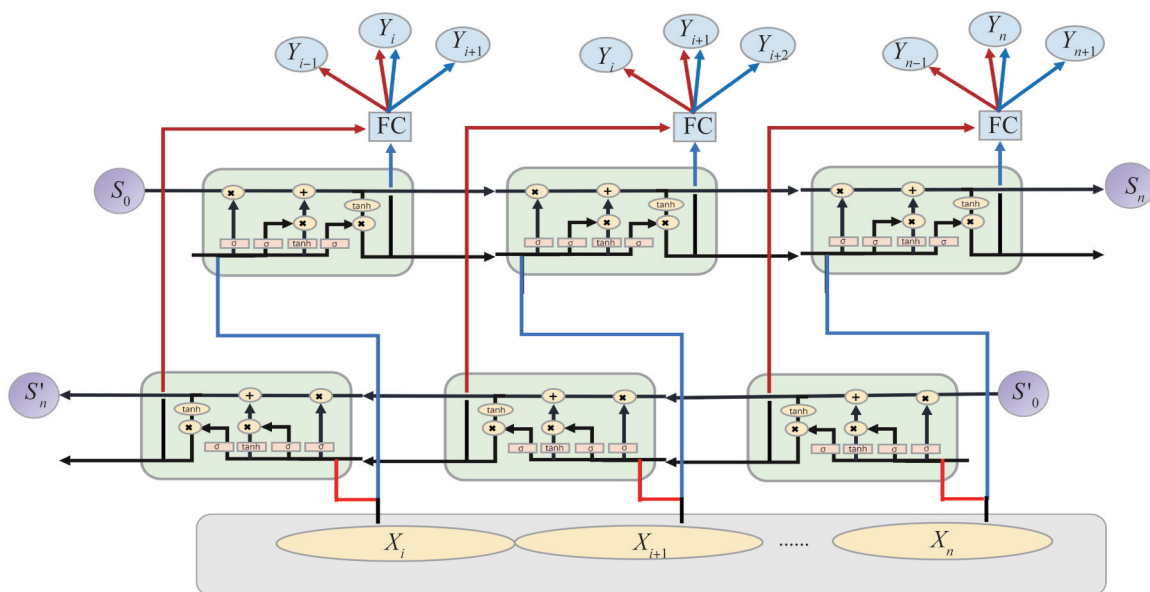 Y_{i-1} Y_i Y_{i+1} Y_i Y_{i+1} Y_{i+2} Y_{n-1} Y_n Y_{n+1}
FC FC FC
S_0 × + × + × + S_n
tanh tanh tanh
× × × × × ×
σ σ tanh σ σ σ tanh σ σ σ tanh σ
S'_n + × + × + × S'_0
tanh tanh tanh
× × × × × ×
σ tanh σ σ σ tanh σ σ σ tanh σ σ
X_i X_{i+1} ...... X_n